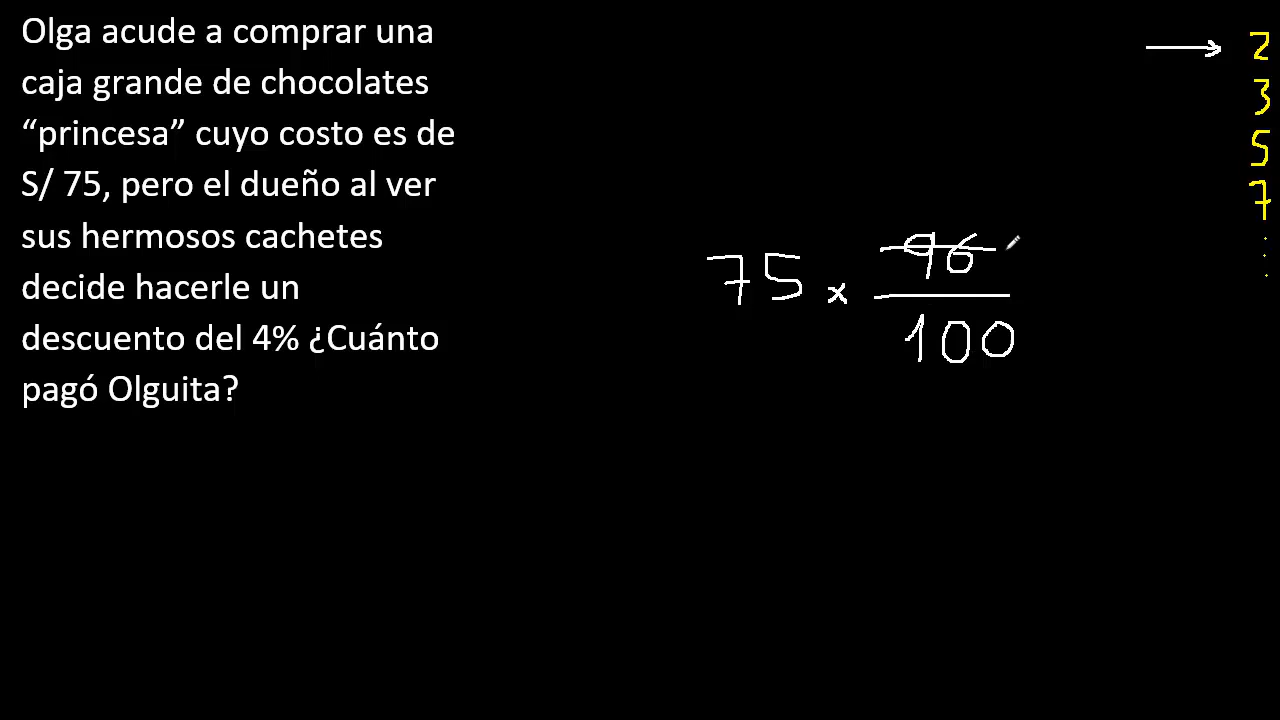 Olga acude a comprar una
caja grande de chocolates
“princesa” cuyo costo es de
S/ 75, pero el dueño al ver
sus hermosos cachetes
decide hacerle un
descuento del 4% ¿Cuánto
pagó Olguita?
75 x 96
100
2
3
5
7